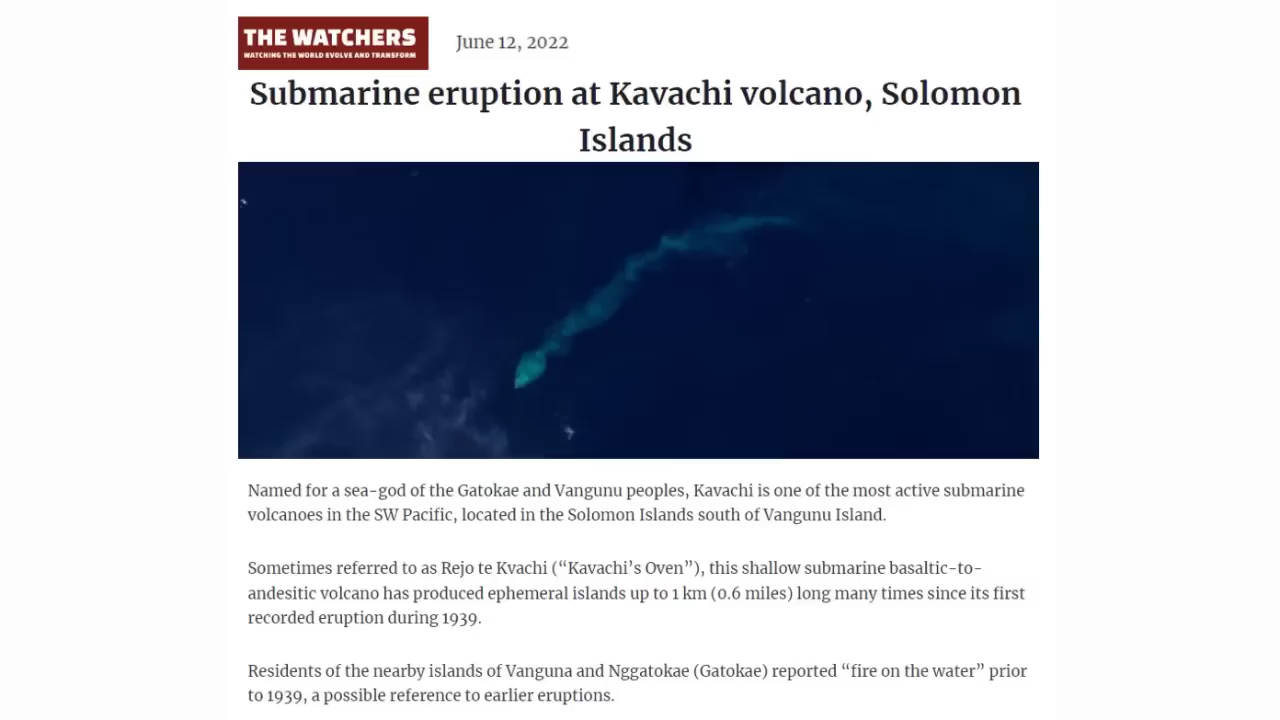 THE WATCHERS
WATCHING THE WORLD EVOLVE AND TRANSFORM
June 12, 2022
Submarine eruption at Kavachi volcano, Solomon
Islands
Named for a sea-god of the Gatokae and Vangunu peoples, Kavachi is one of the most active submarine
volcanoes in the SW Pacific, located in the Solomon Islands south of Vangunu Island.
Sometimes referred to as Rejo te Kvachi (“Kavachi’s Oven”), this shallow submarine basaltic-to-
andesitic volcano has produced ephemeral islands up to 1 km (0.6 miles) long many times since its first
recorded eruption during 1939.
Residents of the nearby islands of Vanguna and Nggatokae (Gatokae) reported “fire on the water” prior
to 1939, a possible reference to earlier eruptions.